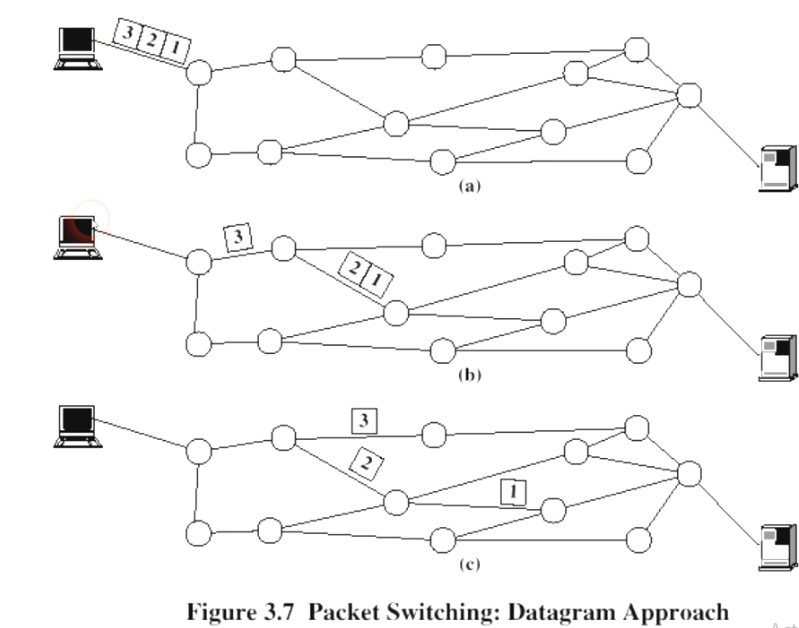 3 2 1
(a)
3
2 1
(b)
3
2
1
(c)
Figure 3.7 Packet Switching: Datagram Approach